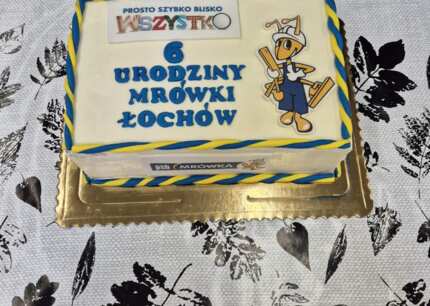 PROSTO SZYBKO BLISKO
WSZYSTKO
6
URODZINY
MRÓWKI
ŁOCHÓW
MRÓWKA